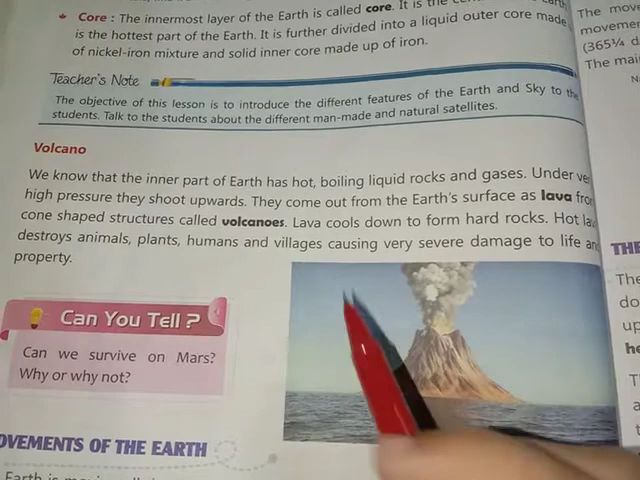 Core : The innermost layer of the Earth is called core. It is the
is the hottest part of the Earth. It is further divided into a liquid outer core made
of nickel-iron mixture and solid inner core made up of iron.
Teacher's Note
The objective of this lesson is to introduce the different features of the Earth and Sky to the
students. Talk to the students about the different man-made and natural satellites.
Volcano
We know that the inner part of Earth has hot, boiling liquid rocks and gases. Under
high pressure they shoot upwards. They come out from the Earth's surface as lava
cone shaped structures called volcanoes. Lava cools down to form hard rocks. Hot
destroys animals, plants, humans and villages causing very severe damage to life
property.
Can You Tell ?
Can we survive on Mars?
Why or why not?
OVEMENTS OF THE EARTH
Earth is
The move
(365¼ d
The mai
THE
The
do
up
he